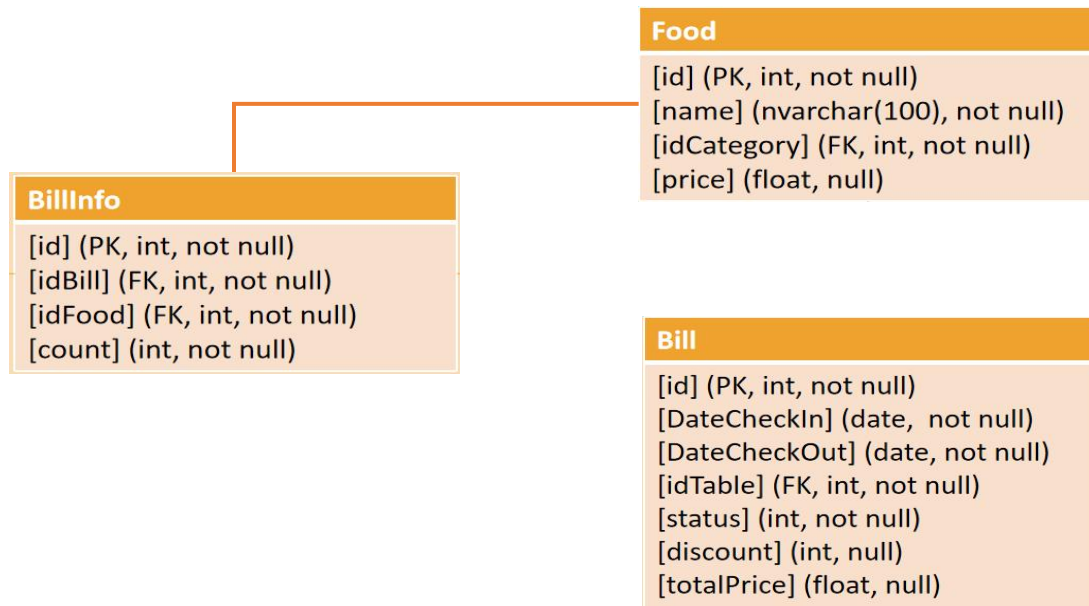 Food
[id] (PK, int, not null)
[name] (nvarchar(100), not null)
[idCategory] (FK, int, not null)
[price] (float, null)
BillInfo
[id] (PK, int, not null)
[idBill] (FK, int, not null)
[idFood] (FK, int, not null)
[count] (int, not null)
Bill
[id] (PK, int, not null)
[DateCheckIn] (date, not null)
[DateCheckOut] (date, not null)
[idTable] (FK, int, not null)
[status] (int, not null)
[discount] (int, null)
[totalPrice] (float, null)